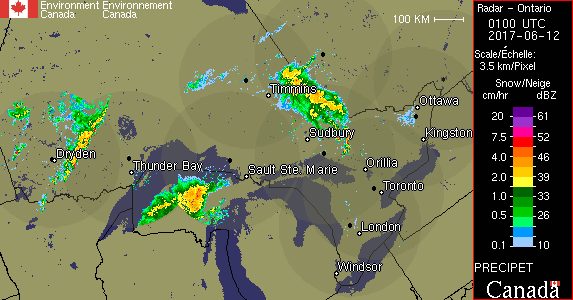 Environment Environnement
Canada Canada
100 KM
Timmins
Ottawa
Sudbury
Kingston
Dryden
Thunder Bay
Sault Ste. Marie
Orillia
Toronto
London
Windsor
Radar - Ontario
0100 UTC
2017-06-12
Scale/Échelle:
3.5 km/Pixel
Snow/Neige
cm/hr dBZ
20 61
7.5 57
5.5 52
4.0 46
2.0 39
1.0 33
0.5 26
0.1 10
PRECIPET
Canada